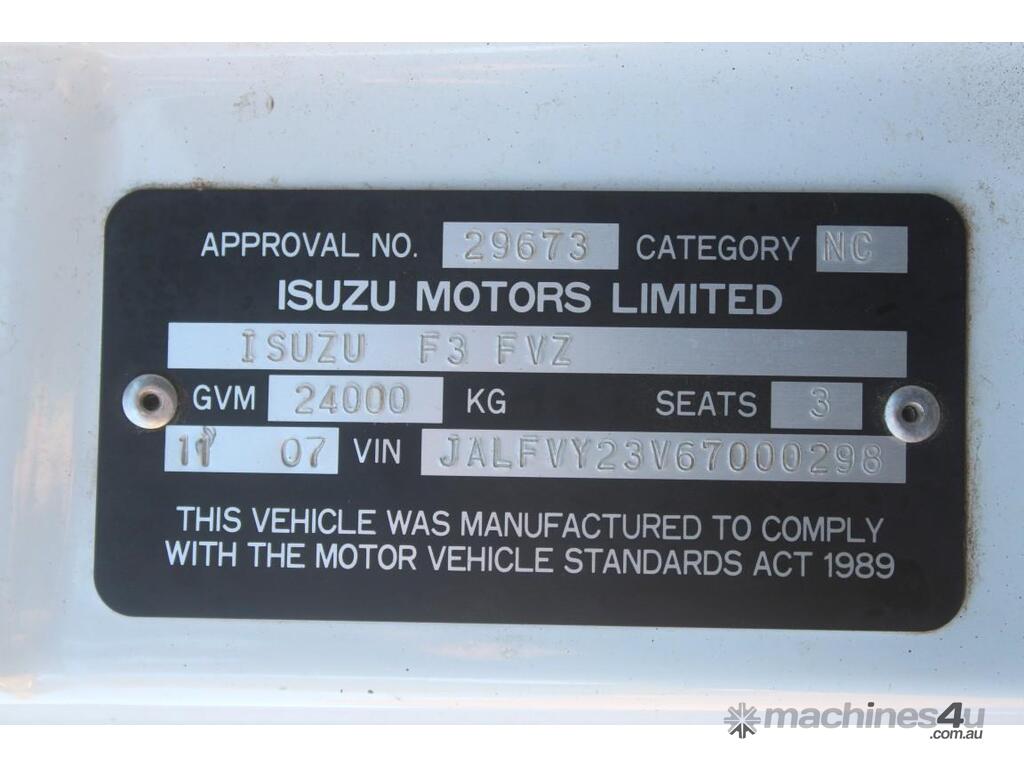 APPROVAL NO. 29673 CATEGORY NC
ISUZU MOTORS LIMITED
ISUZU F3 FVZ
GVM 24000 KG SEATS 3
11 07 VIN JALFVY23V67000298
THIS VEHICLE WAS MANUFACTURED TO COMPLY
WITH THE MOTOR VEHICLE STANDARDS ACT 1989
machines4u
.com.au